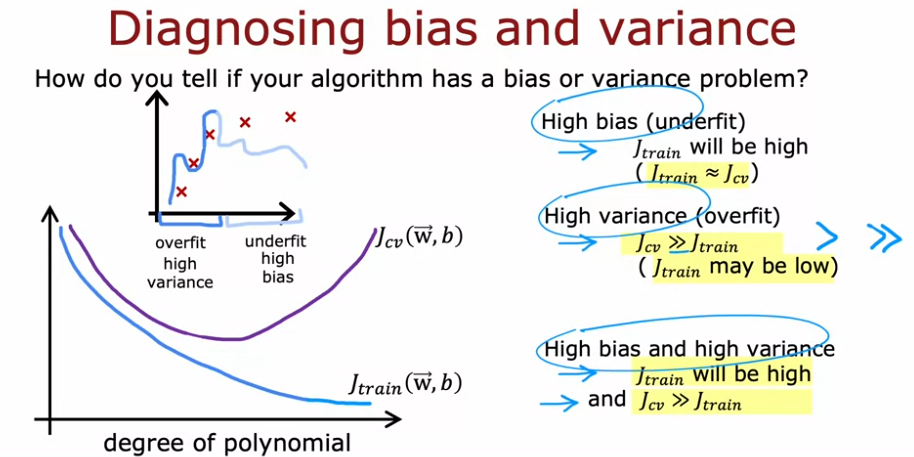 Diagnosing bias and variance
How do you tell if your algorithm has a bias or variance problem?
overfit
high
variance
underfit
high
bias
J_cv(w⃗, b)
J_train(w⃗, b)
degree of polynomial
High bias (underfit)
→ J_train will be high
( J_train ≈ J_cv)
High variance (overfit)
→ J_cv ≫ J_train > ≫
( J_train may be low)
High bias and high variance
→ J_train will be high
→ and J_cv ≫ J_train